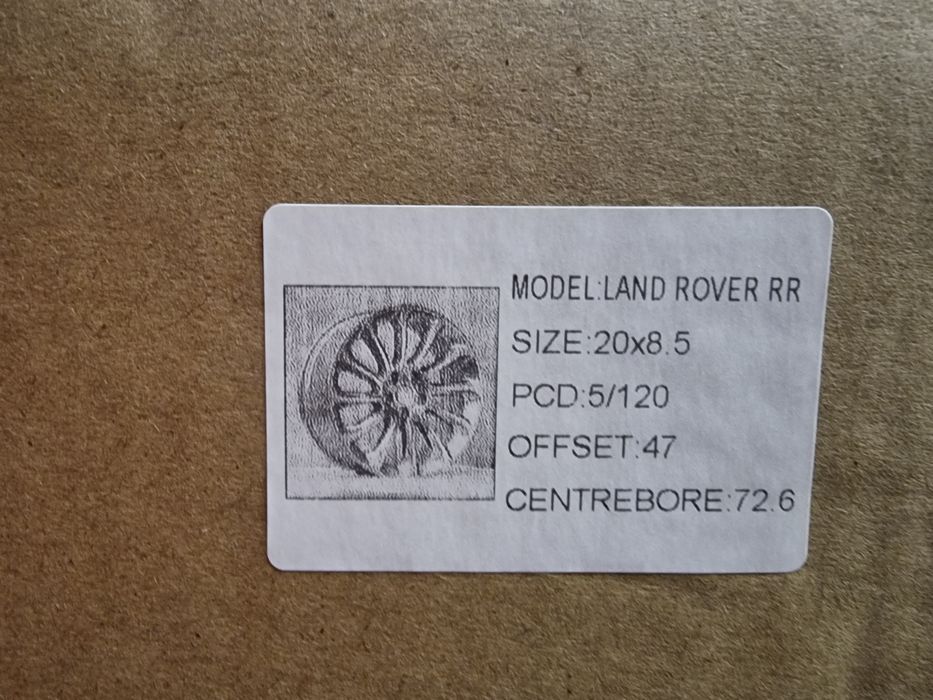 MODEL:LAND ROVER RR
SIZE:20x8.5
PCD:5/120
OFFSET:47
CENTREBORE:72.6